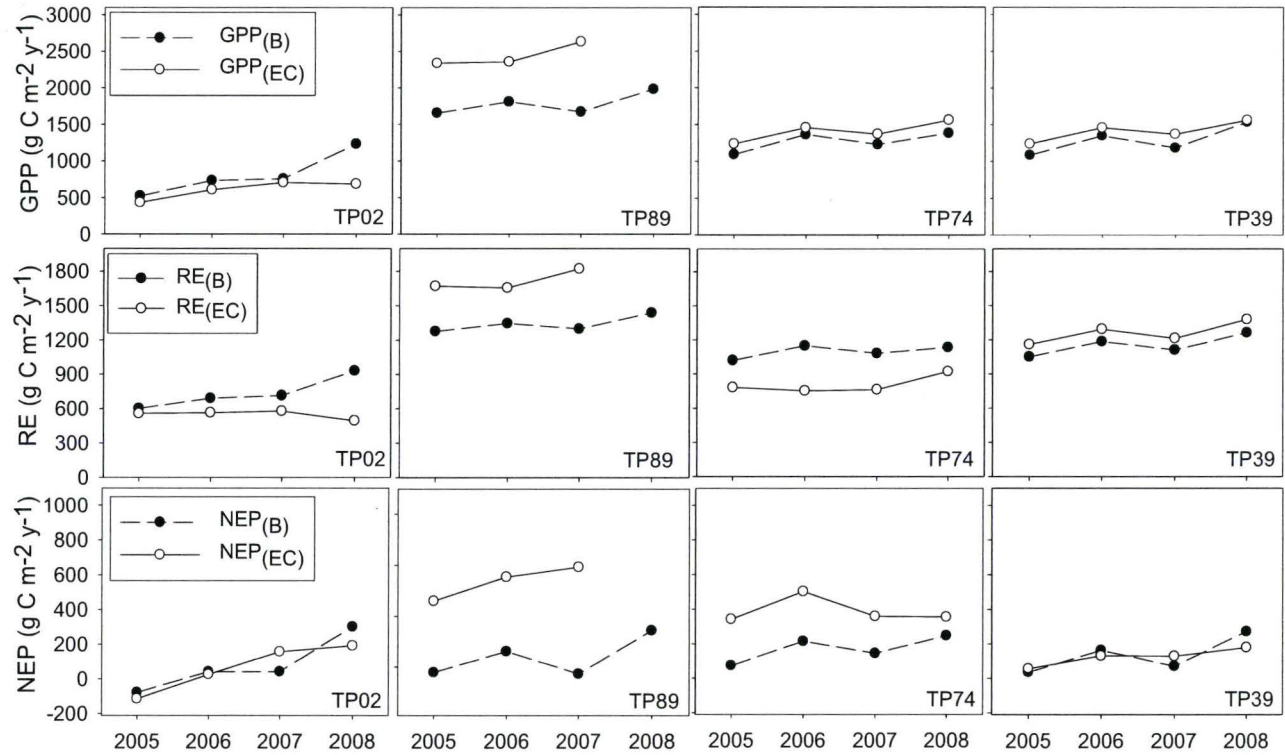 GPP (g C m-2 y-1)
3000
2500
2000
1500
1000
500
0
GPP(B)
GPP(EC)
TP02
TP89
TP74
TP39
RE (g C m-2 y-1)
1800
1500
1200
900
600
300
0
RE(B)
RE(EC)
TP02
TP89
TP74
TP39
NEP (g C m-2 y-1)
1000
800
600
400
200
0
-200
NEP(B)
NEP(EC)
TP02
TP89
TP74
TP39
2005 2006 2007 2008
2005 2006 2007 2008
2005 2006 2007 2008
2005 2006 2007 2008